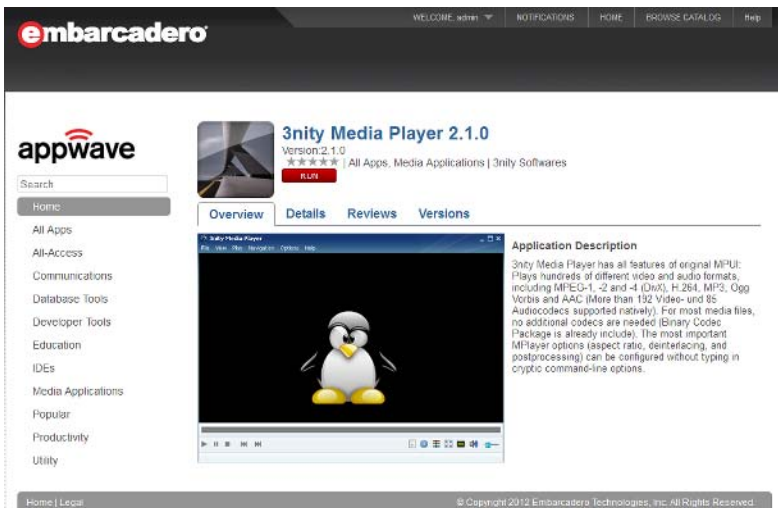 embarcadero
WELCOME, admin
NOTIFICATIONS
HOME
BROWSE CATALOG
Help
appwave
Search
Home
All Apps
All-Access
Communications
Database Tools
Developer Tools
Education
IDEs
Media Applications
Popular
Productivity
Utility
3nity Media Player 2.1.0
Version:2.1.0
| All Apps, Media Applications | 3nity Softwares
RUN
Overview
Details
Reviews
Versions
3nity Media Player
File View Play Navigation Options Help
Application Description
3nity Media Player has all features of original MPUI:
Plays hundreds of different video and audio formats,
including MPEG-1, -2 and -4 (DivX), H.264, MP3, Ogg
Vorbis and AAC (More than 192 Video- und 85
Audiocodecs supported natively). For most media files,
no additional codecs are needed (Binary Codec
Package is already include). The most important
MPlayer options (aspect ratio, deinterlacing, and
postprocessing) can be configured without typing in
cryptic command-line options.
Home | Legal
© Copyright 2012 Embarcadero Technologies, Inc. All Rights Reserved.